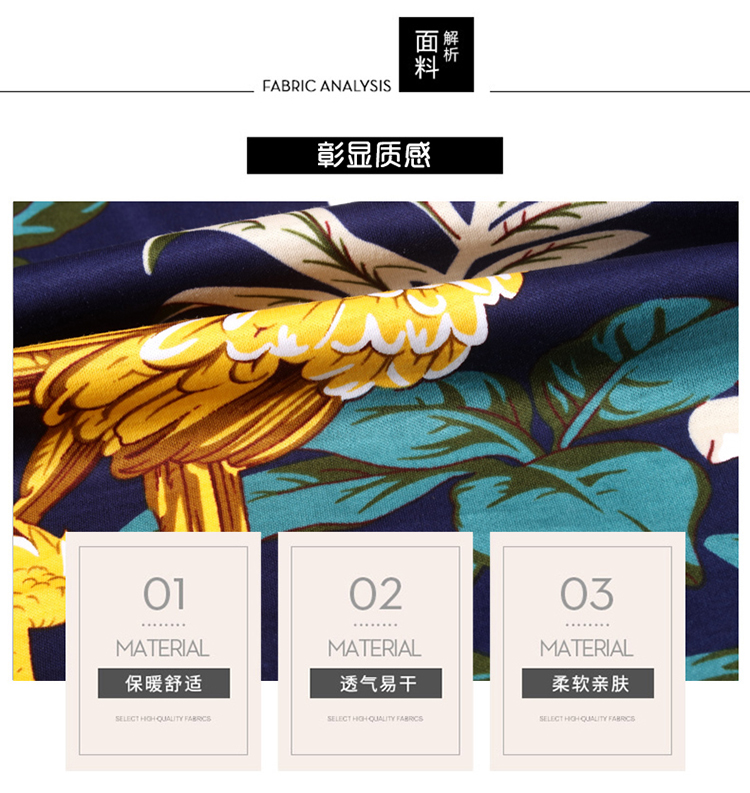 FABRIC ANALYSIS
面料
解析
彰显质感
01
MATERIAL
保暖舒适
SELECT HIGH-QUALITY FABRICS
02
MATERIAL
透气易干
SELECT HIGH-QUALITY FABRICS
03
MATERIAL
柔软亲肤
SELECT HIGH-QUALITY FABRICS